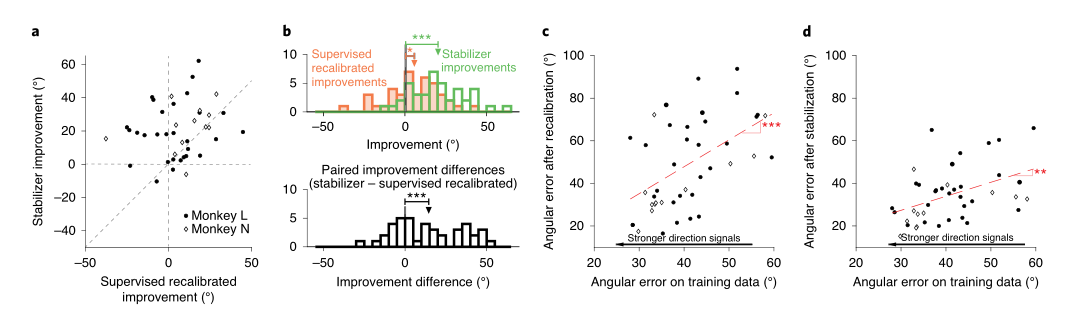 a
Stabilizer improvement (°)
60
40
20
0
−20
−40
Monkey L
Monkey N
−50
0
50
Supervised recalibrated
improvement (°)
b
***
*
10
5
0
Supervised
recalibrated
improvements
Stabilizer
improvements
−50
0
50
Improvement (°)
Paired improvement differences
(stabilizer – supervised recalibrated)
***
10
5
0
−50
0
50
Improvement difference (°)
c
Angular error after recalibration (°)
100
80
60
40
20
***
Stronger direction signals
20
30
40
50
60
Angular error on training data (°)
d
Angular error after stabilization (°)
100
80
60
40
20
**
Stronger direction signals
20
30
40
50
60
Angular error on training data (°)